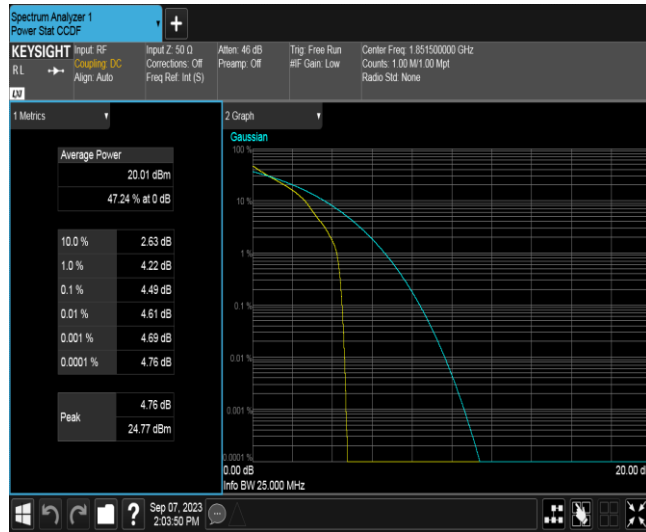 Spectrum Analyzer 1
Power Stat CCDF
+
KEYSIGHT
RL
LXI
Input: RF
Coupling: DC
Align: Auto
Input Z: 50 Ω
Corrections: Off
Freq Ref: Int (S)
Atten: 46 dB
Preamp: Off
Trig: Free Run
#IF Gain: Low
Center Freq: 1.851500000 GHz
Counts: 1.00 M/1.00 Mpt
Radio Std: None
1 Metrics
Average Power
20.01 dBm
47.24 % at 0 dB
10.0 % 2.63 dB
1.0 % 4.22 dB
0.1 % 4.49 dB
0.01 % 4.61 dB
0.001 % 4.69 dB
0.0001 % 4.76 dB
Peak
4.76 dB
24.77 dBm
2 Graph
Gaussian
100 %
10 %
1 %
0.1 %
0.01 %
0.001 %
0.0001 %
0.00 dB
20.00 d
Info BW 25.000 MHz
?
Sep 07, 2023
2:03:50 PM